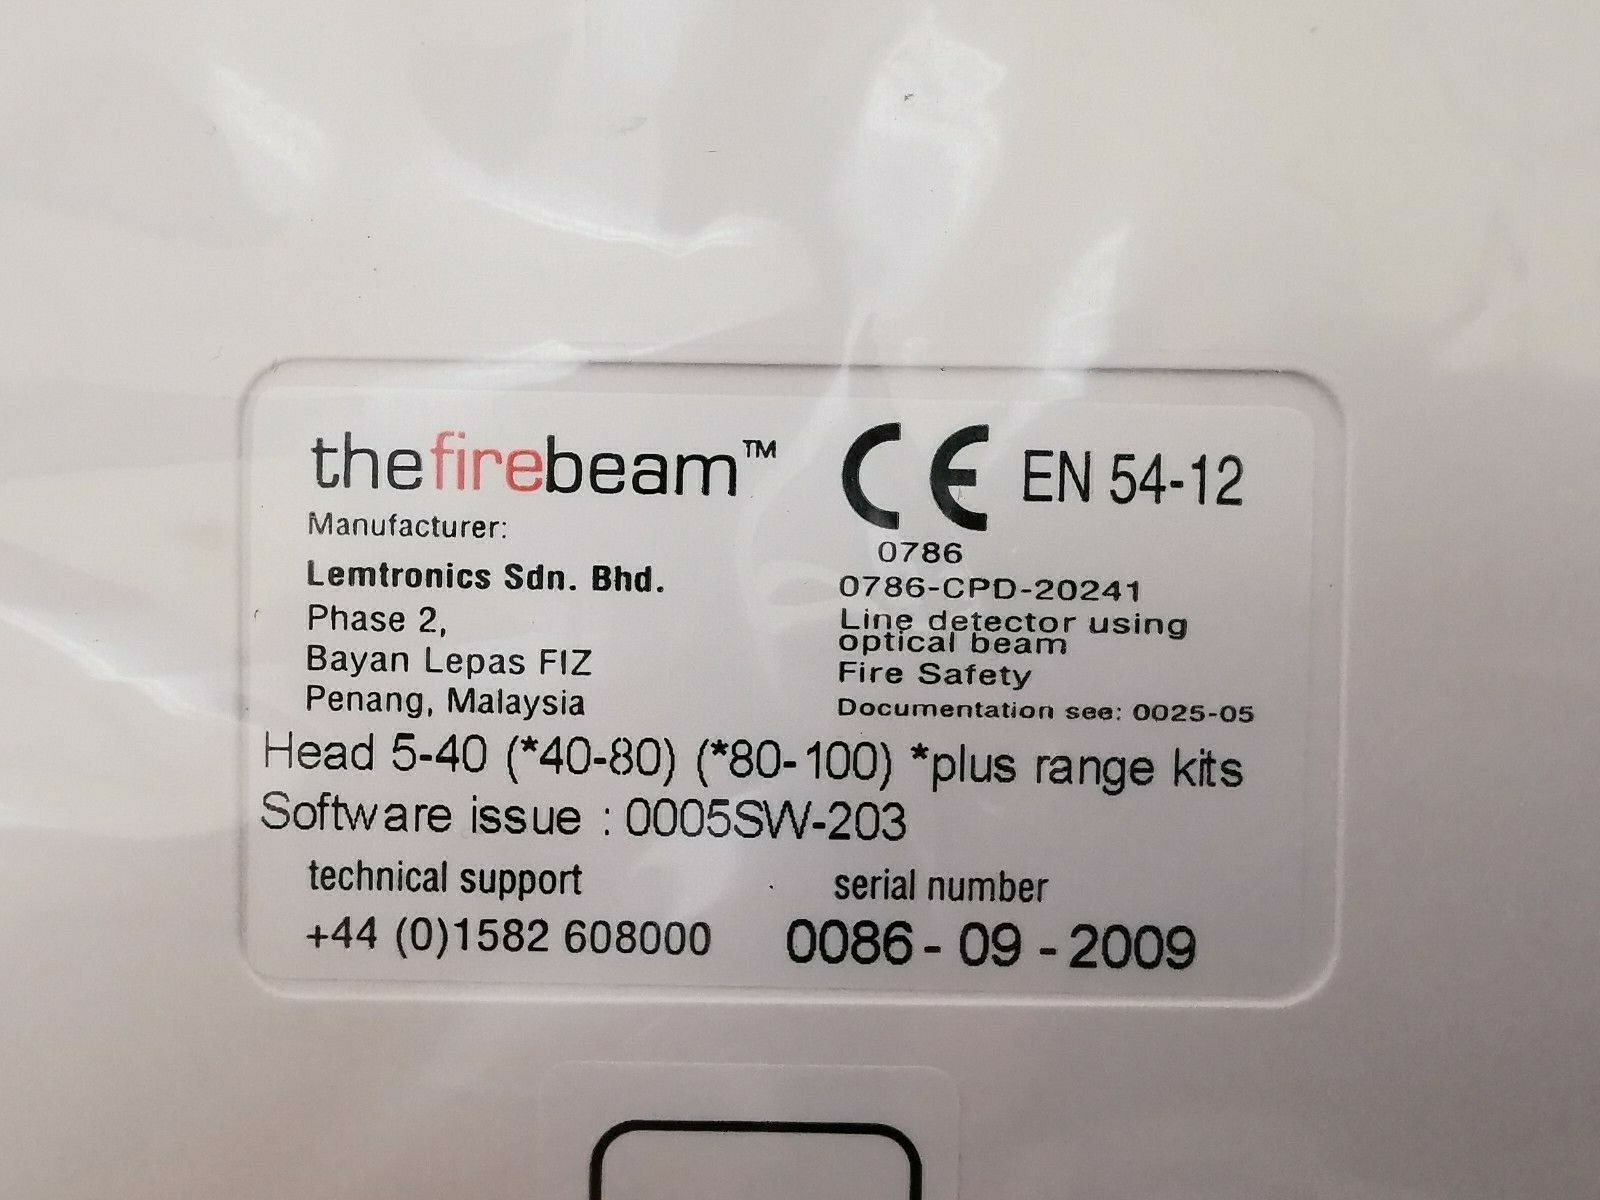 thefirebeam™
Manufacturer:
Lemtronics Sdn. Bhd.
Phase 2,
Bayan Lepas FIZ
Penang, Malaysia
CE EN 54-12
0786
0786-CPD-20241
Line detector using
optical beam
Fire Safety
Documentation see: 0025-05
Head 5-40 (*40-80) (*80-100) *plus range kits
Software issue : 0005SW-203
technical support
+44 (0)1582 608000
serial number
0086-09-2009